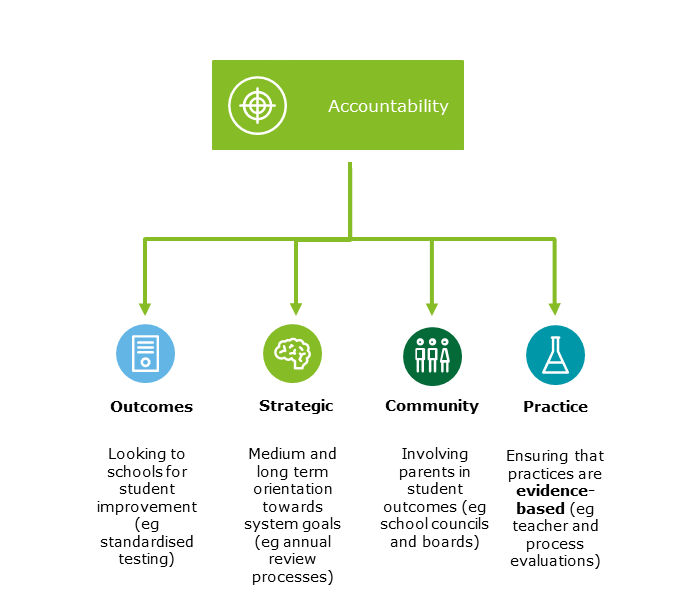 Accountability
Outcomes
Looking to
schools for
student
improvement
(eg
standardised
testing)
Strategic
Medium and
long term
orientation
towards
system goals
(eg annual
review
processes)
Community
Involving
parents in
student
outcomes (eg
school councils
and boards)
Practice
Ensuring that
practices are
evidence-
based (eg
teacher and
process
evaluations)